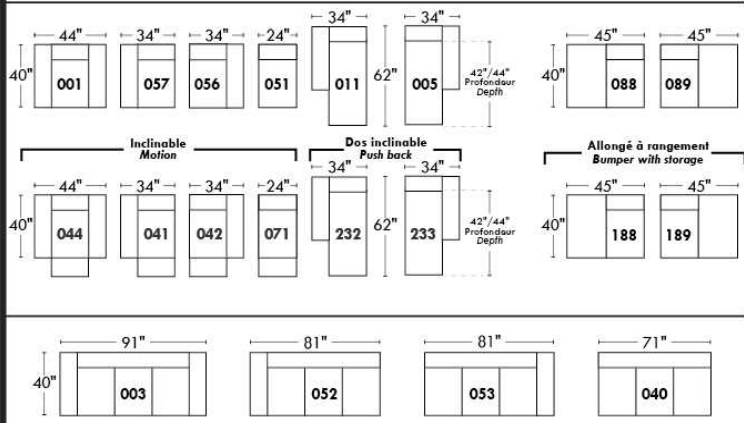 44" 34" 34" 24" 34" 34" 45" 45"
40" 001 057 056 051 011 62" 005 42"/44" 40" 088 089
Profondeur
Depth
Inclinable Dos inclinable Allongé à rangement
Motion Push back Bumper with storage
44" 34" 34" 24" 34" 34" 45" 45"
40" 044 041 042 071 232 62" 233 42"/44" 40" 188 189
Profondeur
Depth
91" 81" 81" 71"
40" 003 052 053 040